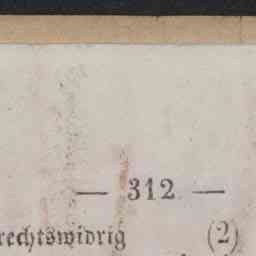 — 312 —
rechtswidrig (2)